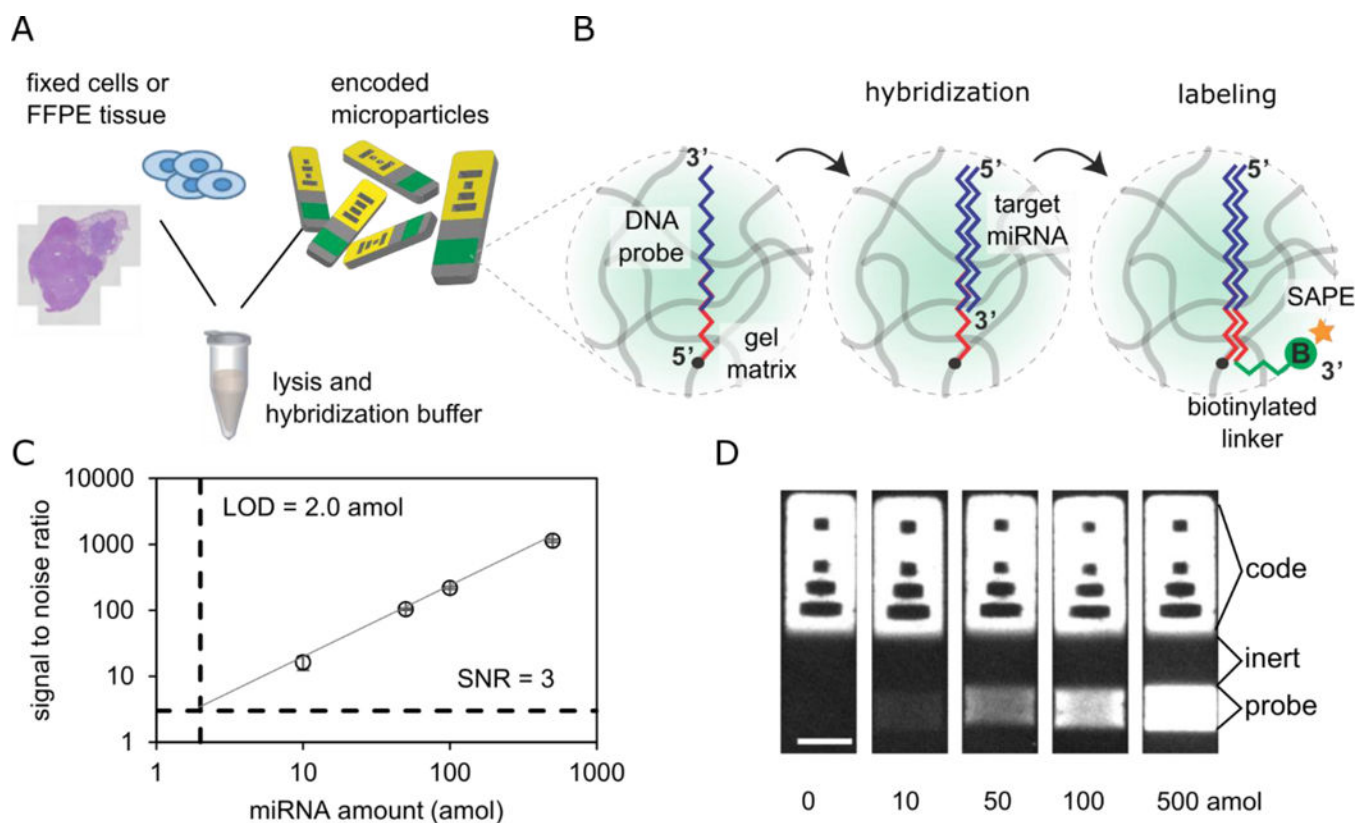 A
fixed cells or
FFPE tissue
encoded
microparticles
lysis and
hybridization buffer
B
hybridization
labeling
3’
DNA
probe
5’
gel
matrix
5’
target
miRNA
3’
5’
SAPE
B
3’
biotinylated
linker
C
signal to noise ratio
10000
1000
100
10
1
LOD = 2.0 amol
SNR = 3
1
10
100
1000
miRNA amount (amol)
D
code
inert
probe
0
10
50
100
500 amol